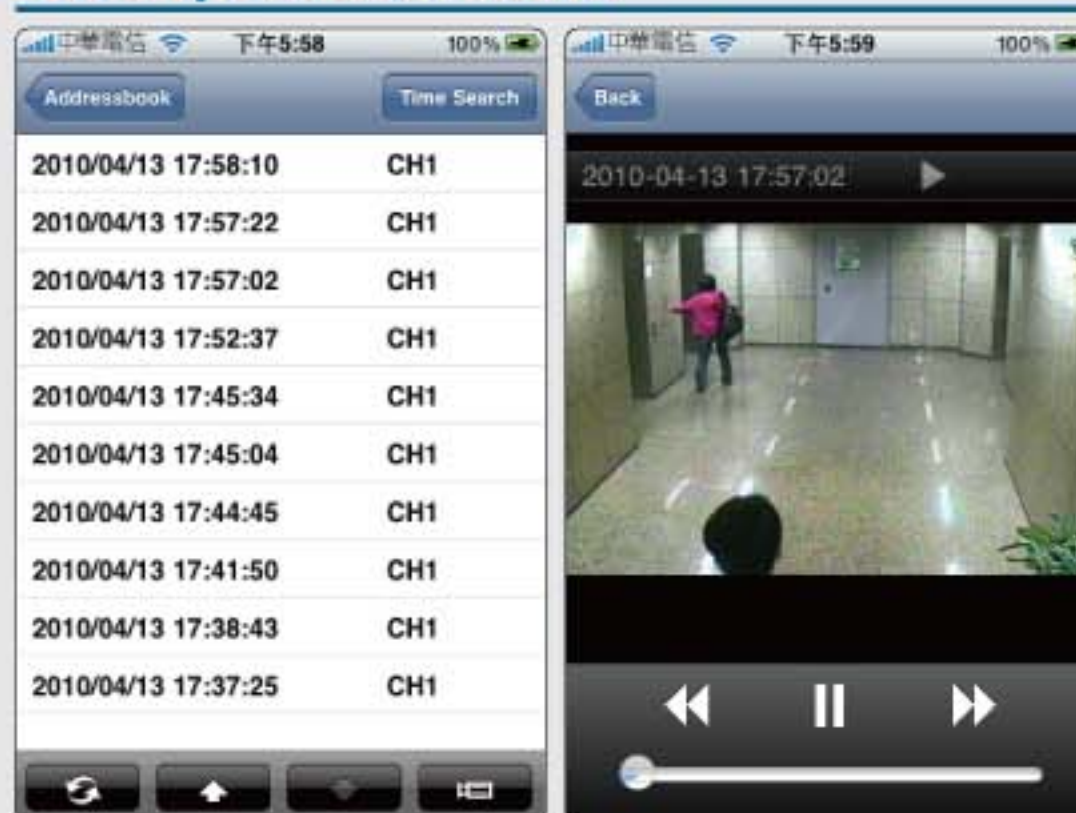 中華電信 下午5:58 100%
Addressbook Time Search
2010/04/13 17:58:10 CH1
2010/04/13 17:57:22 CH1
2010/04/13 17:57:02 CH1
2010/04/13 17:52:37 CH1
2010/04/13 17:45:34 CH1
2010/04/13 17:45:04 CH1
2010/04/13 17:44:45 CH1
2010/04/13 17:41:50 CH1
2010/04/13 17:38:43 CH1
2010/04/13 17:37:25 CH1
中華電信 下午5:59 100%
Back
2010-04-13 17:57:02